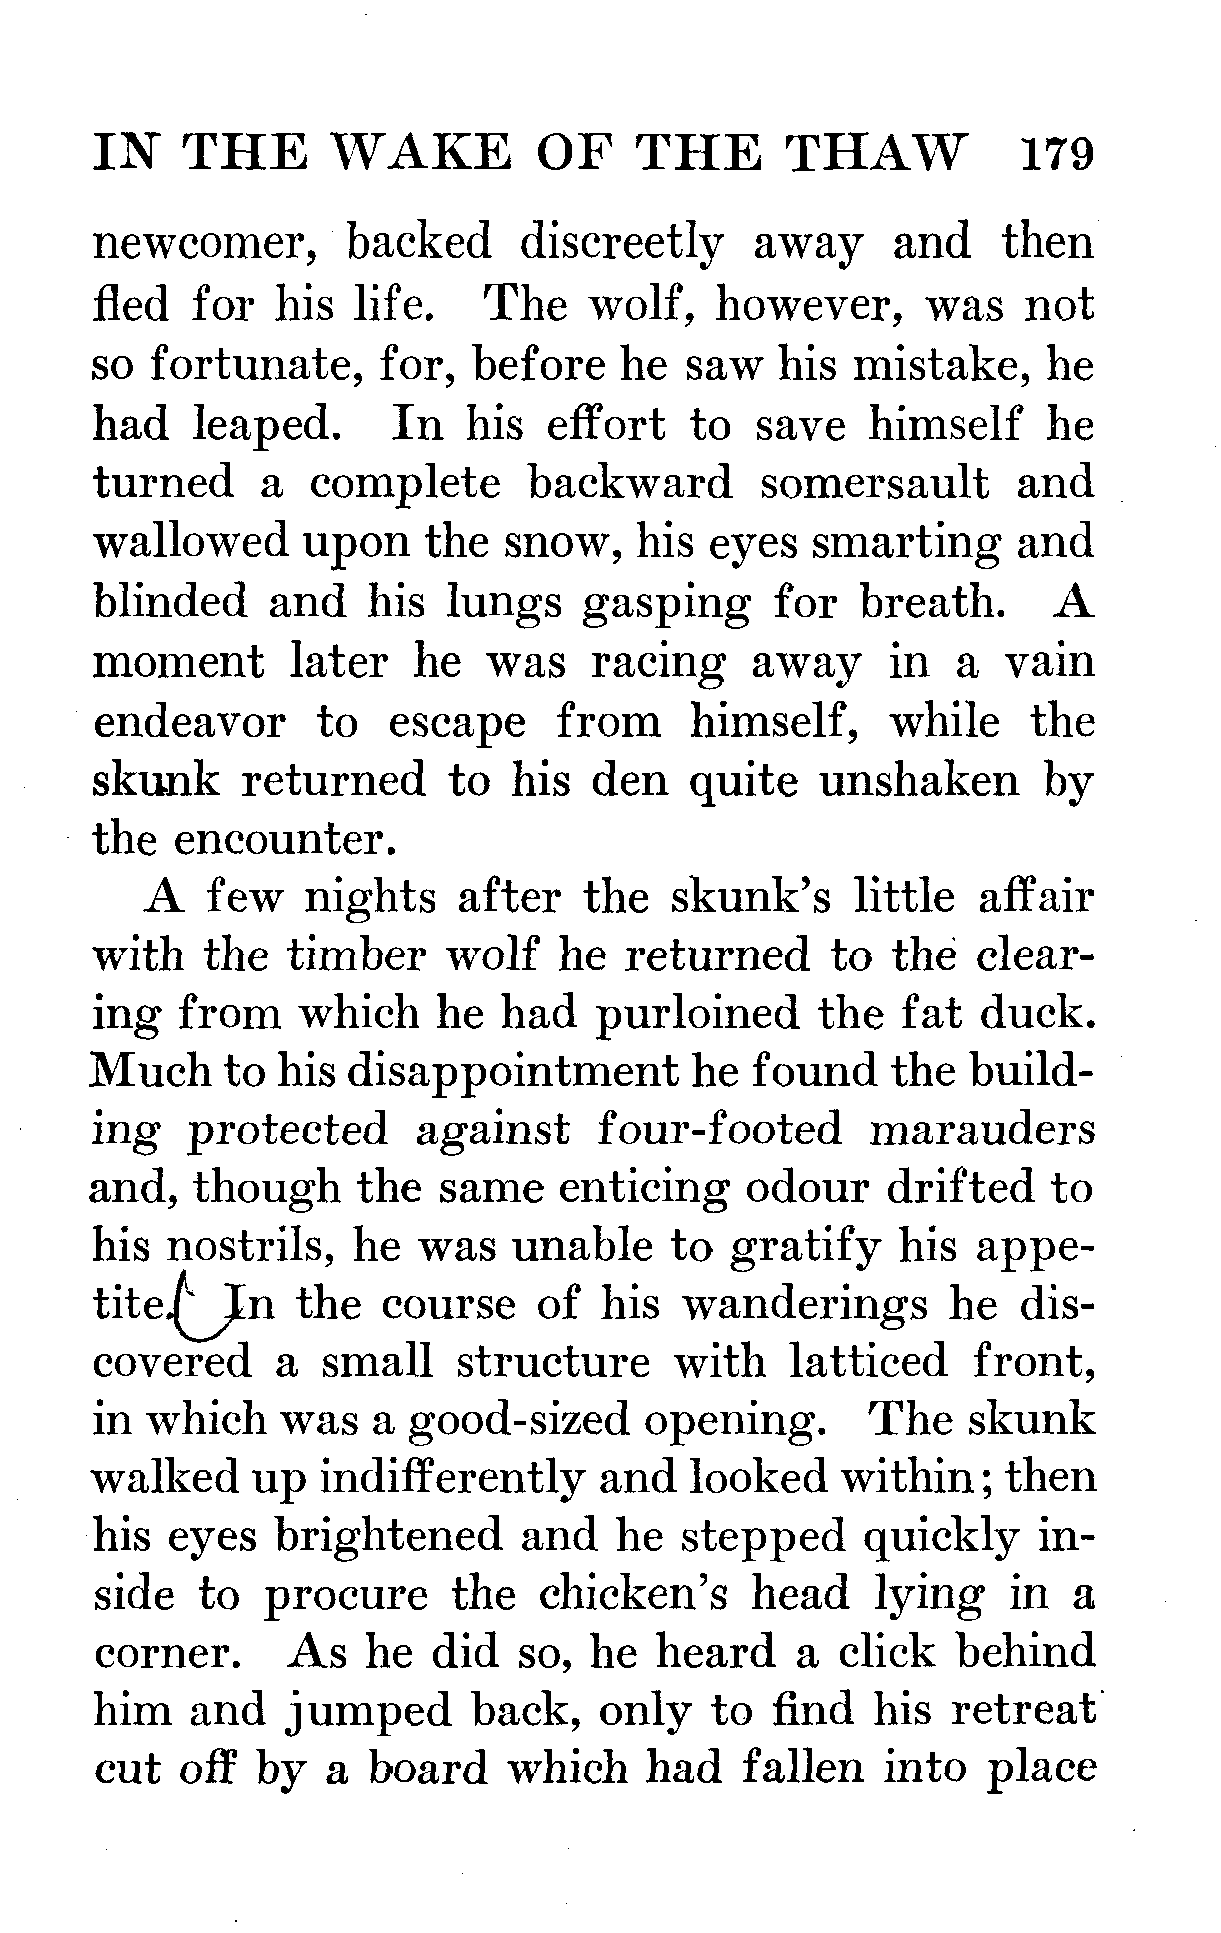 IN THE WAKE OF THE THAW 179
newcomer, backed discreetly away and then
fled for his life. The wolf, however, was not
so fortunate, for, before he saw his mistake, he
had leaped. In his effort to save himself he
turned a complete backward somersault and
wallowed upon the snow, his eyes smarting and
blinded and his lungs gasping for breath. A
moment later he was racing away in a vain
endeavor to escape from himself, while the
skunk returned to his den quite unshaken by
the encounter.
A few nights after the skunk's little affair
with the timber wolf he returned to the clear-
ing from which he had purloined the fat duck.
Much to his disappointment he found the build-
ing protected against four-footed marauders
and, though the same enticing odour drifted to
his nostrils, he was unable to gratify his appe-
tite. In the course of his wanderings he dis-
covered a small structure with latticed front,
in which was a good-sized opening. The skunk
walked up indifferently and looked within; then
his eyes brightened and he stepped quickly in-
side to procure the chicken's head lying in a
corner. As he did so, he heard a click behind
him and jumped back, only to find his retreat
cut off by a board which had fallen into place